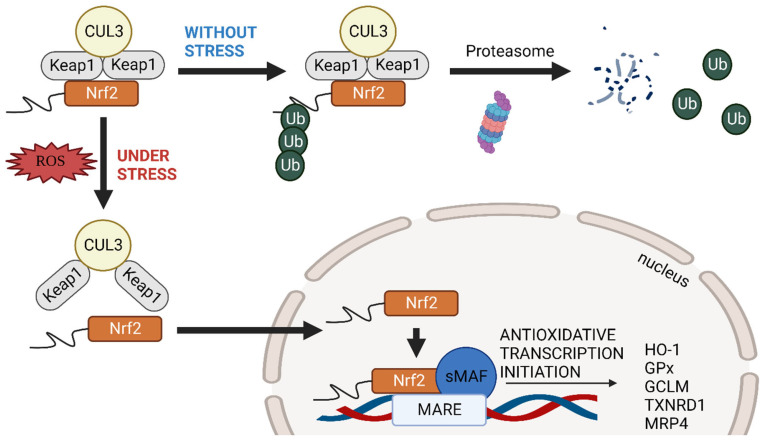 CUL3
Keap1 Keap1
Nrf2
WITHOUT
STRESS
CUL3
Keap1 Keap1
Nrf2
Ub
Ub
Ub
Proteasome
Ub
Ub
Ub
ROS
UNDER
STRESS
CUL3
Keap1
Keap1
Nrf2
nucleus
Nrf2
Nrf2
sMAF
MARE
ANTIOXIDATIVE
TRANSCRIPTION
INITIATION
HO-1
GPx
GCLM
TXNRD1
MRP4